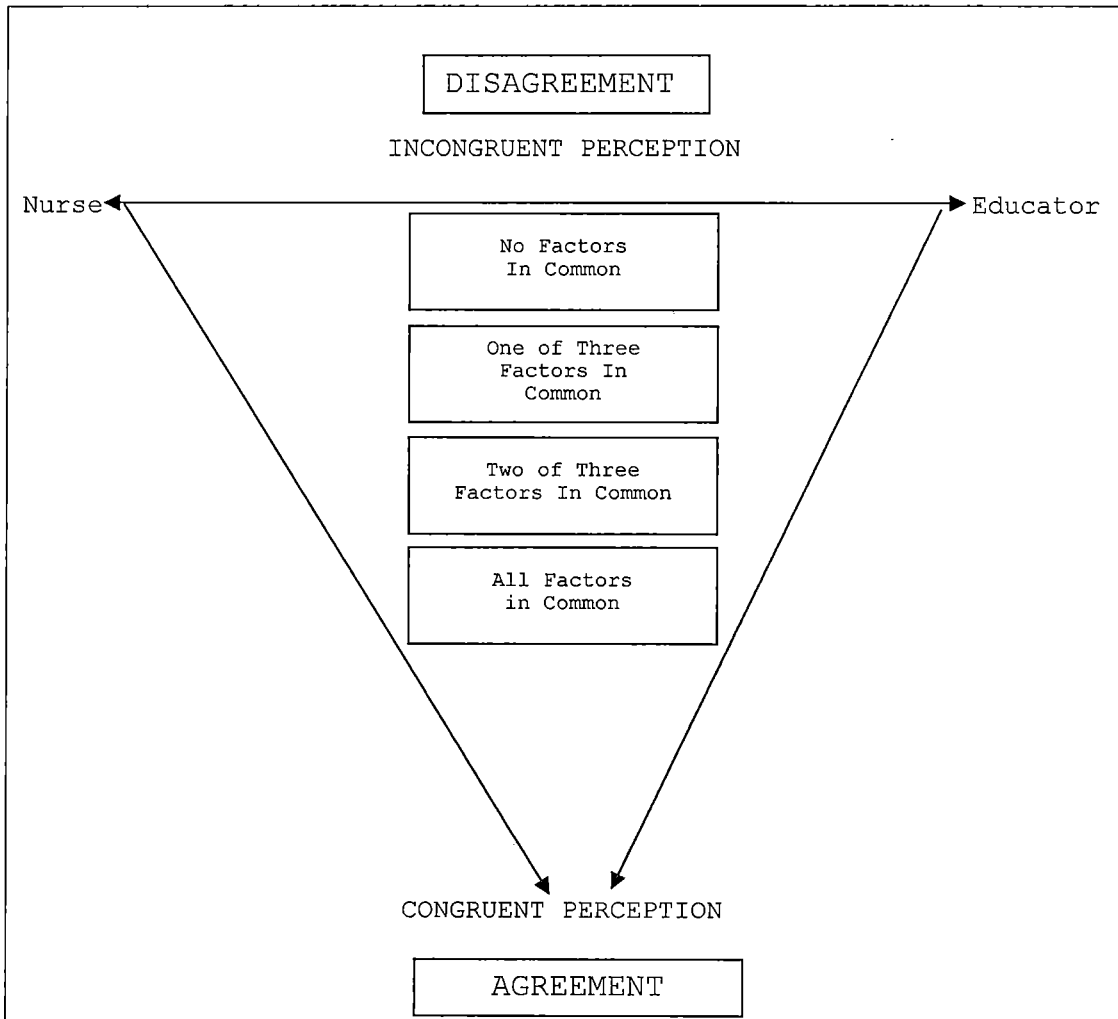 DISAGREEMENT
INCONGRUENT PERCEPTION
Nurse
Educator
No Factors
In Common
One of Three
Factors In
Common
Two of Three
Factors In Common
All Factors
in Common
CONGRUENT PERCEPTION
AGREEMENT